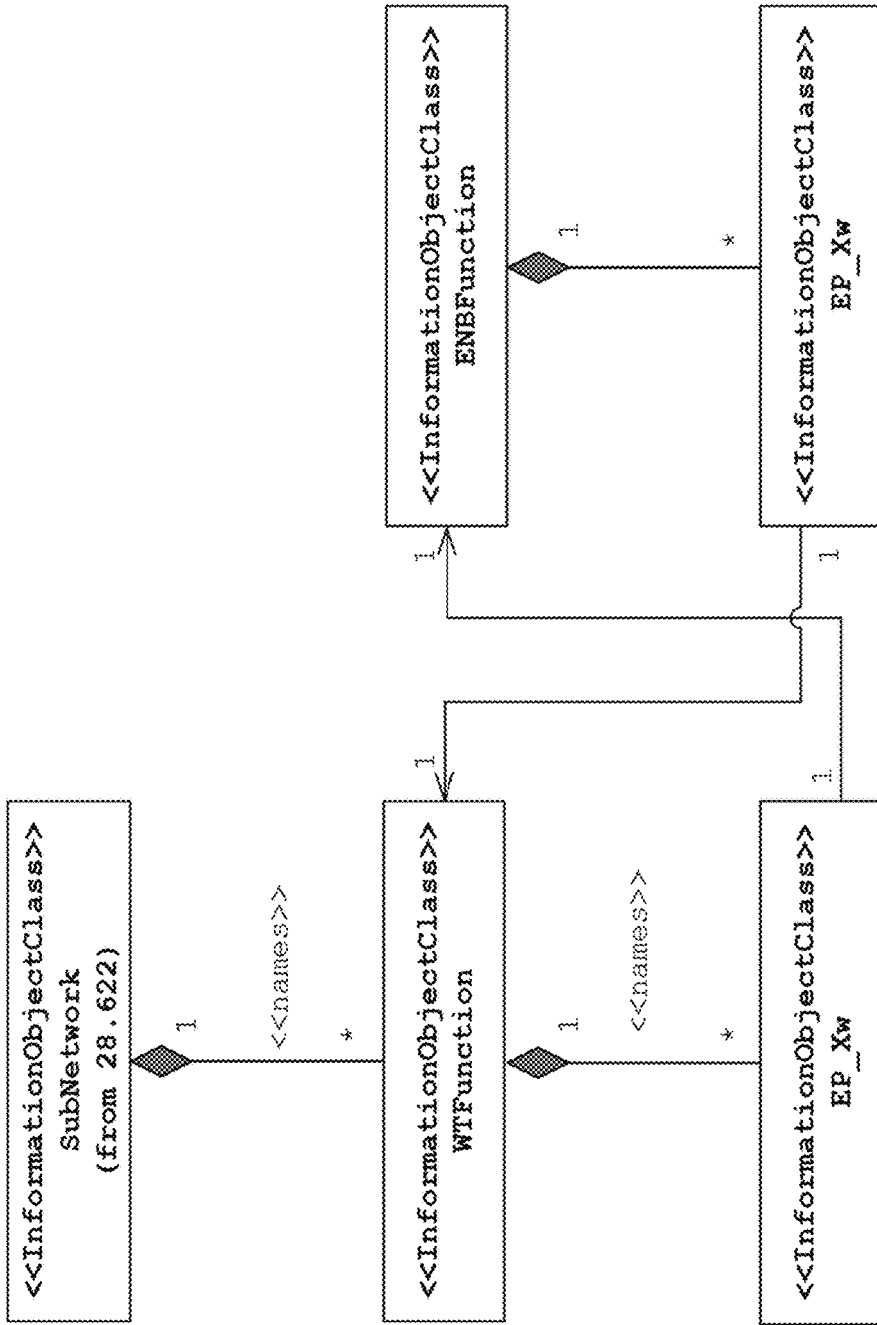 <<InformationObjectClass>>
SubNetwork
(from 28.622)
1
<<names>>
*
<<InformationObjectClass>>
WTFunction
1
<<names>>
*
<<InformationObjectClass>>
EP_Xw
1
1
<<InformationObjectClass>>
ENBFunction
1
1
*
<<InformationObjectClass>>
EP_Xw
1